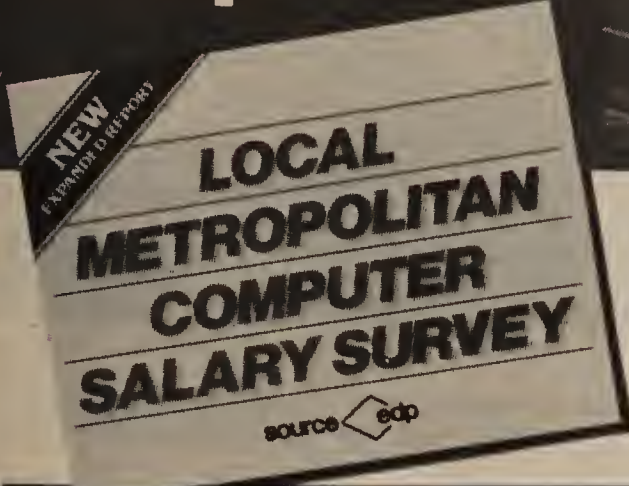 NEW
EXPANDED REPORT
LOCAL
METROPOLITAN
COMPUTER
SALARY SURVEY
source edp